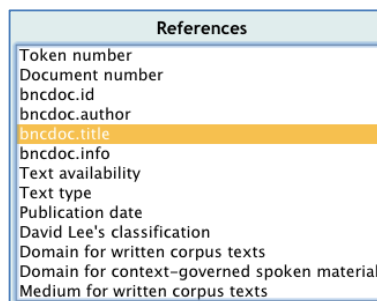 References
Token number
Document number
bncdoc.id
bncdoc.author
bncdoc.title
bncdoc.info
Text availability
Text type
Publication date
David Lee's classification
Domain for written corpus texts
Domain for context-governed spoken material
Medium for written corpus texts